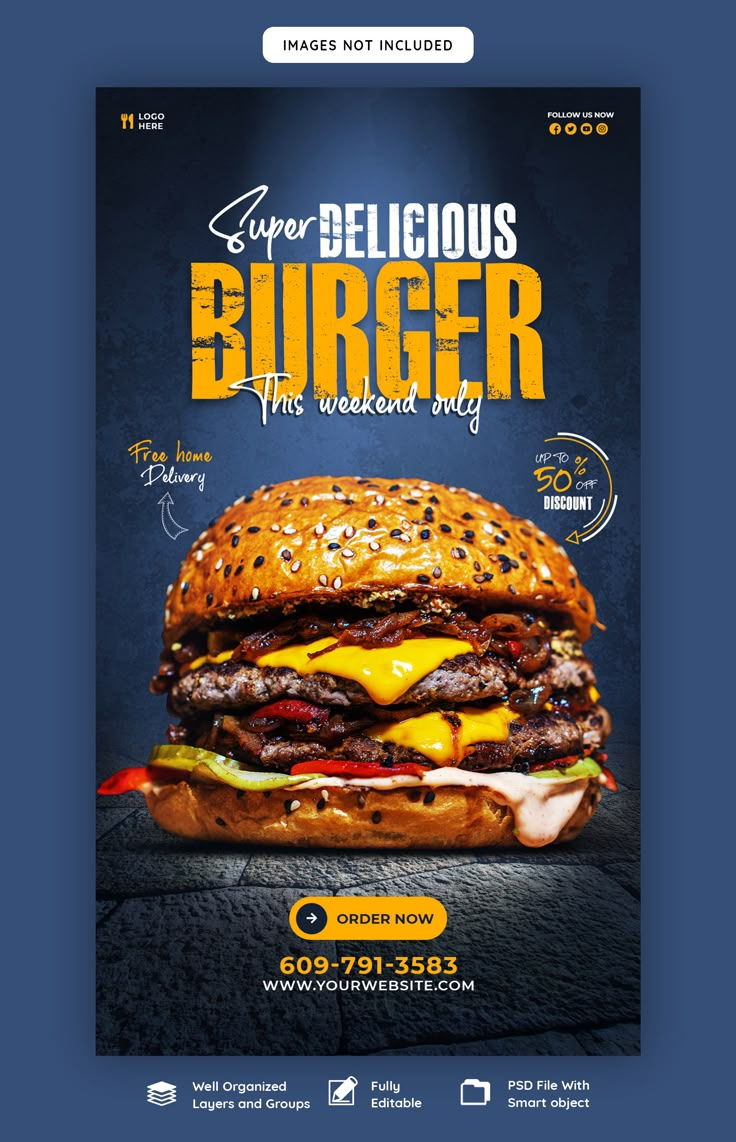 IMAGES NOT INCLUDED
LOGO
HERE
FOLLOW US NOW
Super DELICIOUS
BURGER
This weekend only
Free home
Delivery
UP TO
50% OFF
DISCOUNT
ORDER NOW
609-791-3583
WWW.YOURWEBSITE.COM
Well Organized
Layers and Groups
Fully
Editable
PSD File With
Smart object